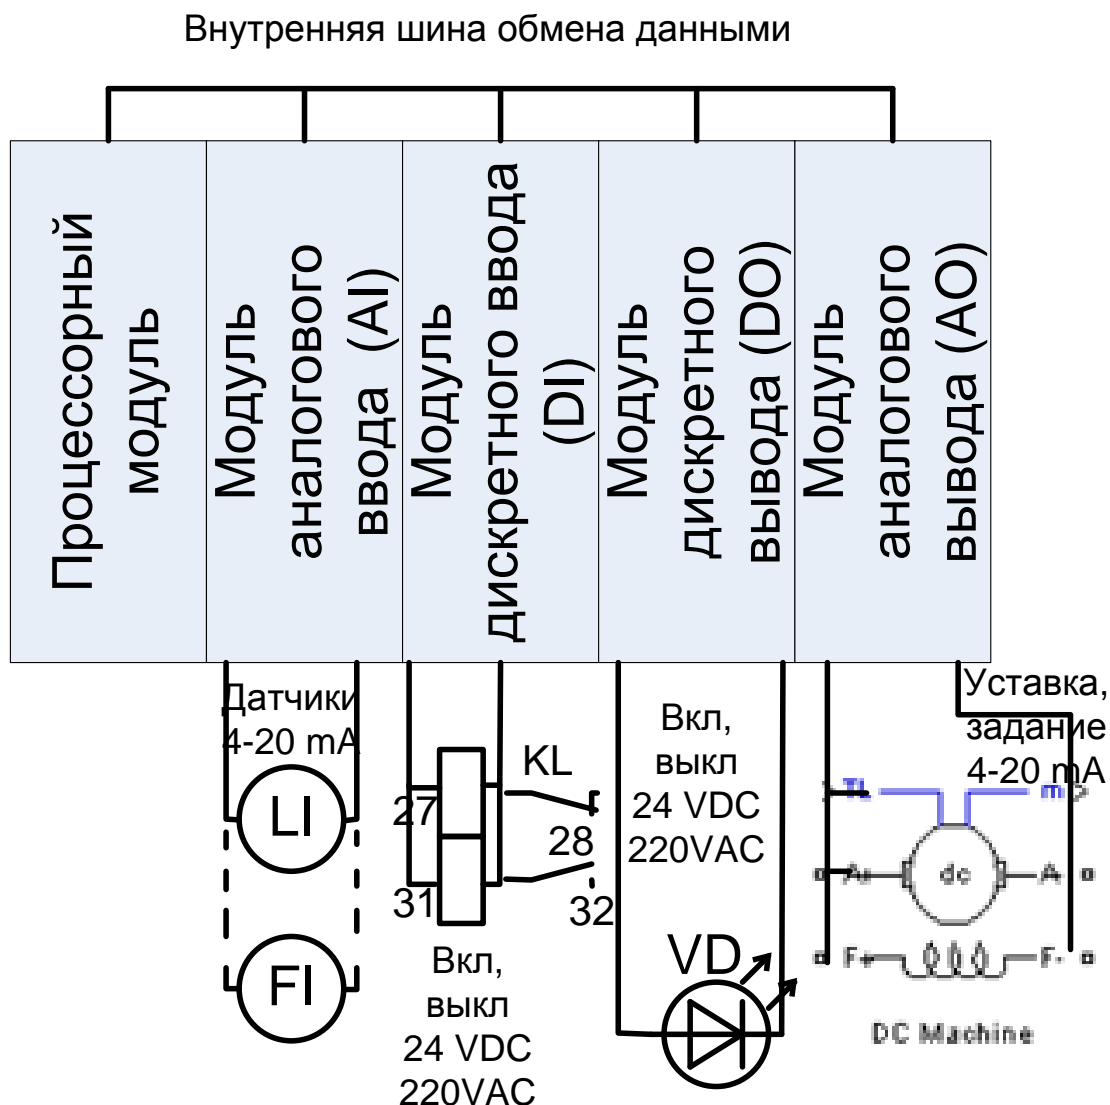 Внутренняя шина обмена данными
Процессорный
модуль
Модуль
аналогового
ввода (AI)
Модуль
дискретного ввода
(DI)
Модуль
дискретного
вывода (DO)
Модуль
аналогового
вывода (AO)
Датчики
4-20 mA
LI
FI
27
31
KL
28
32
Вкл,
выкл
24 VDC
220VAC
Вкл,
выкл
24 VDC
220VAC
VD
Уставка,
задание
4-20 mA
TL
m
A+
dc
A-
F+
F-
DC Machine